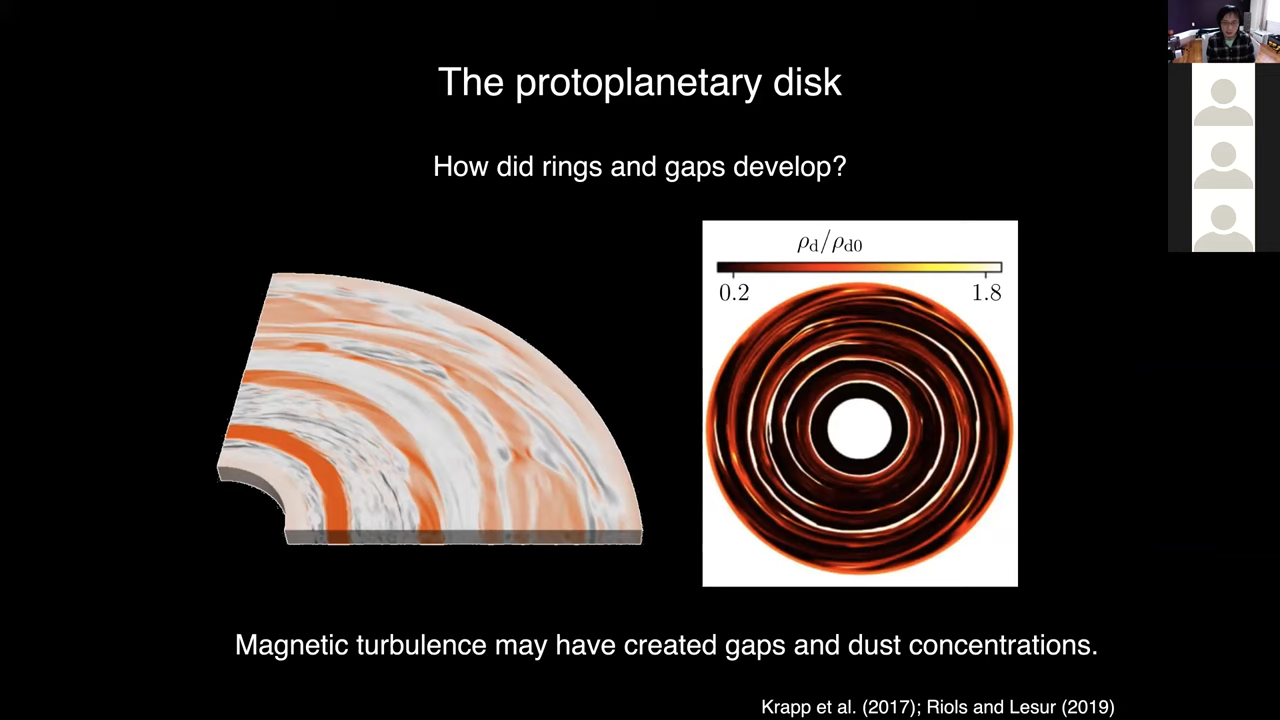 The protoplanetary disk
How did rings and gaps develop?
ρd/ρd0
0.2 1.8
Magnetic turbulence may have created gaps and dust concentrations.
Krapp et al. (2017); Riols and Lesur (2019)